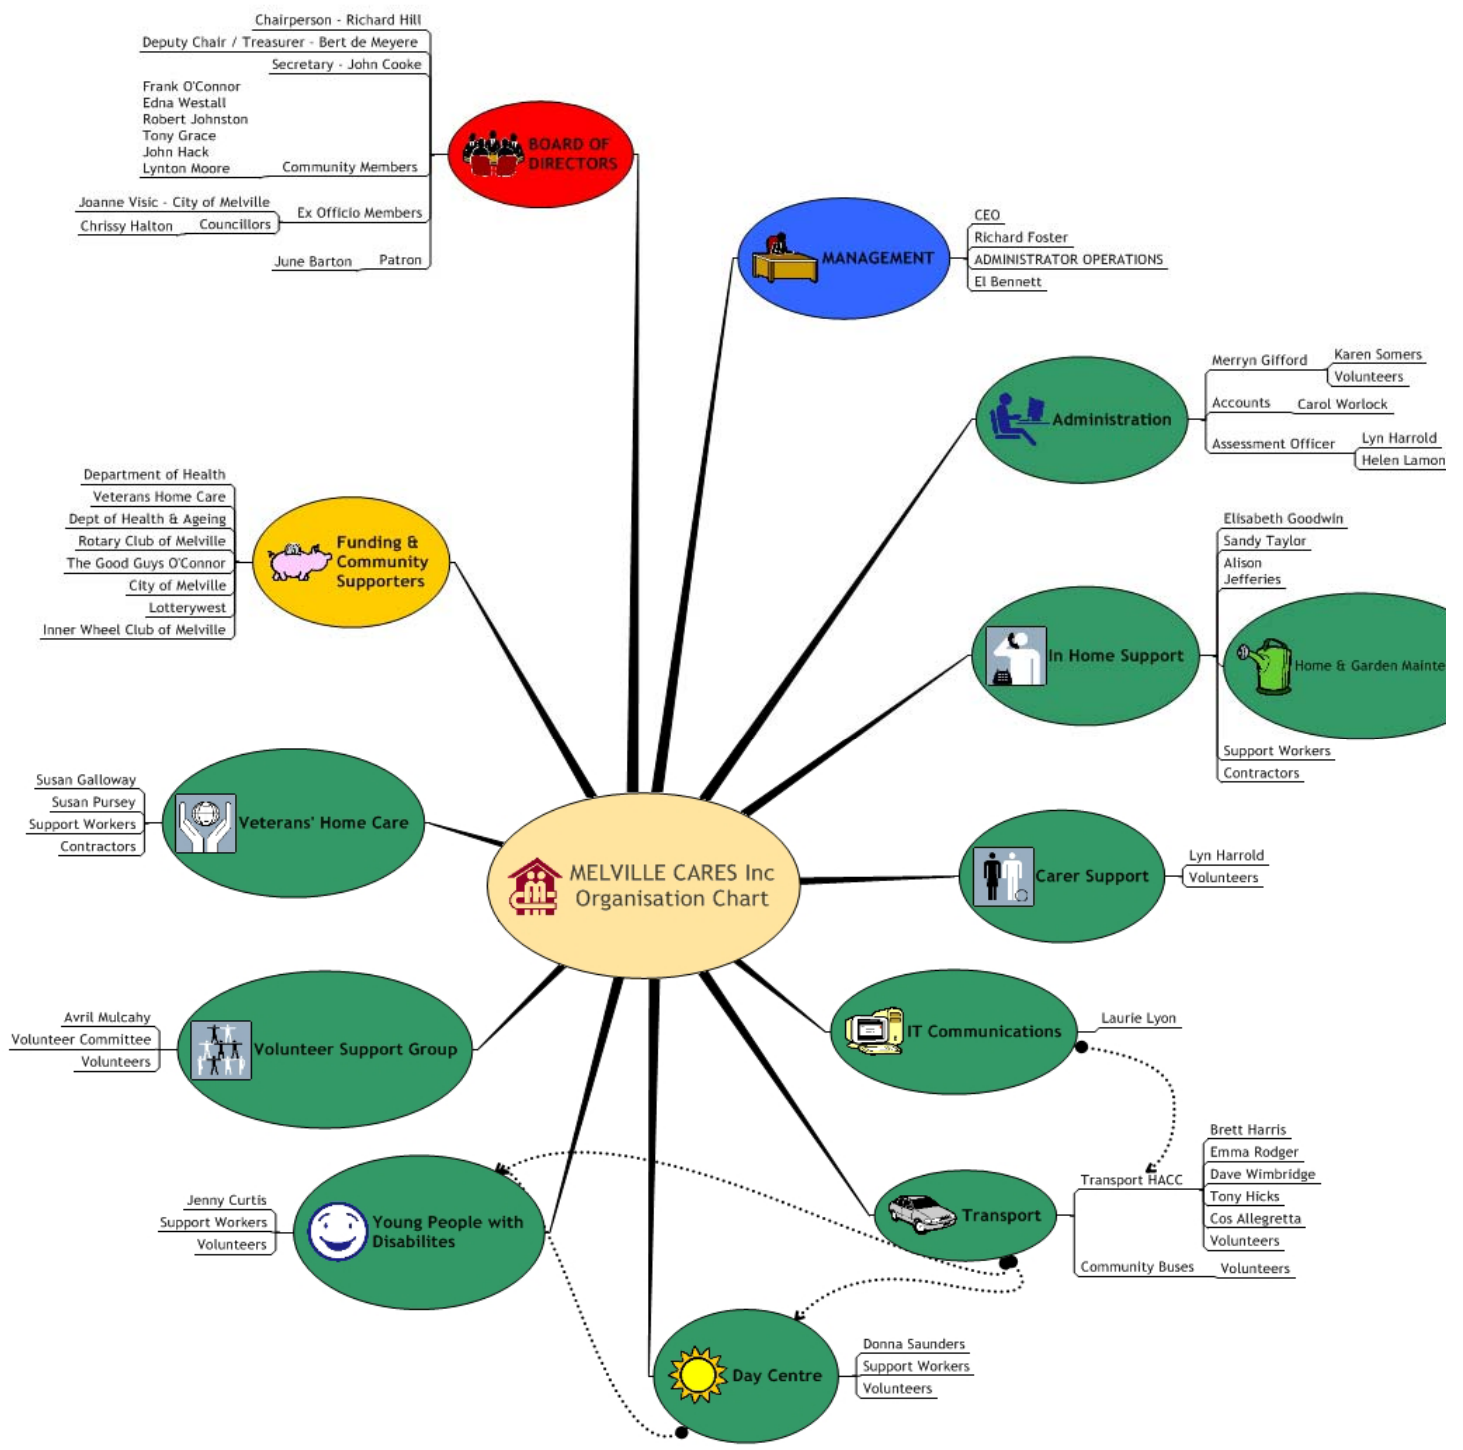 Chairperson - Richard Hill
Deputy Chair / Treasurer - Bert de Meyere
Secretary - John Cooke
Frank O'Connor
Edna Westall
Robert Johnston
Tony Grace
John Hack
Lynton Moore
Community Members
Joanne Visic - City of Melville
Chrissy Halton
Councillors
Ex Officio Members
June Barton
Patron
BOARD OF
DIRECTORS
MANAGEMENT
CEO
Richard Foster
ADMINISTRATOR OPERATIONS
El Bennett
Administration
Merryn Gifford
Karen Somers
Volunteers
Accounts
Carol Worlock
Assessment Officer
Lyn Harrold
Helen Lamon
Department of Health
Veterans Home Care
Dept of Health & Ageing
Rotary Club of Melville
The Good Guys O'Connor
City of Melville
Lotterywest
Inner Wheel Club of Melville
Funding &
Community
Supporters
In Home Support
Elisabeth Goodwin
Sandy Taylor
Alison
Jefferies
Home & Garden Mainte
Support Workers
Contractors
Susan Galloway
Susan Pursey
Support Workers
Contractors
Veterans' Home Care
MELVILLE CARES Inc
Organisation Chart
Carer Support
Lyn Harrold
Volunteers
Avril Mulcahy
Volunteer Committee
Volunteers
Volunteer Support Group
IT Communications
Laurie Lyon
Jenny Curtis
Support Workers
Volunteers
Young People with
Disabilites
Transport
Transport HACC
Brett Harris
Emma Rodger
Dave Wimbridge
Tony Hicks
Cos Allegretta
Volunteers
Community Buses
Volunteers
Day Centre
Donna Saunders
Support Workers
Volunteers